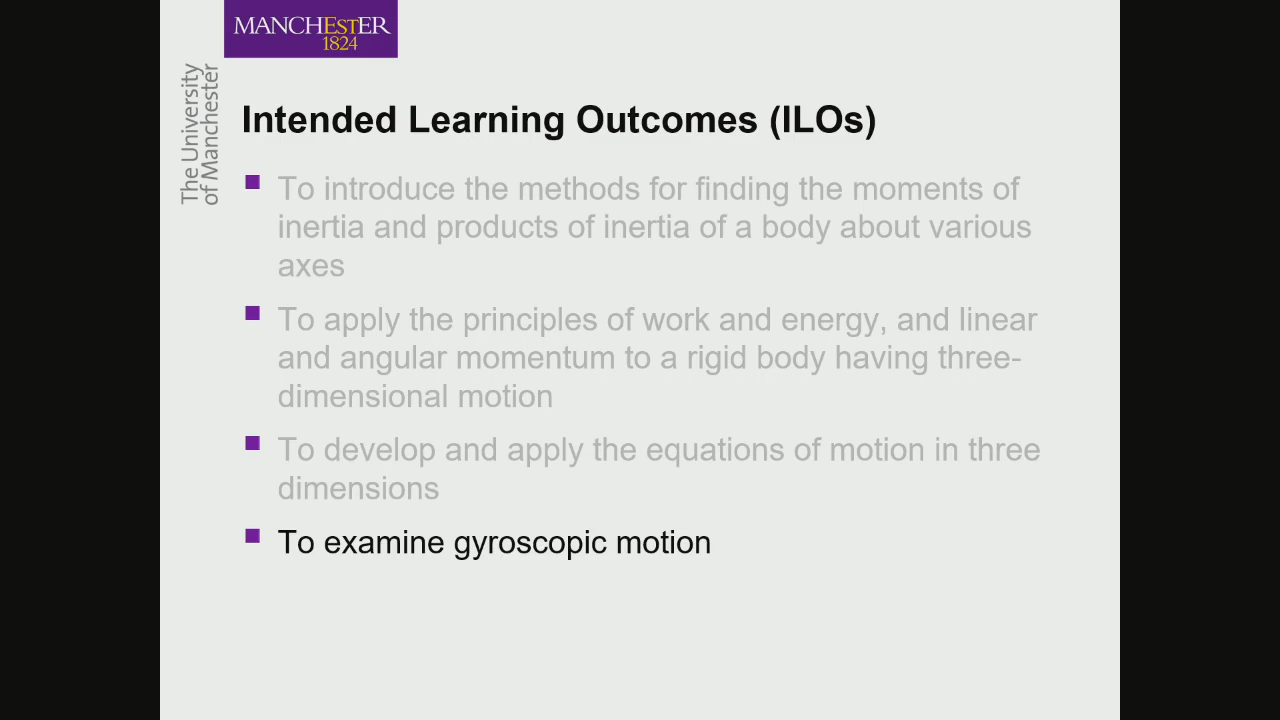 MANCHESTER
1824
The University
of Manchester
Intended Learning Outcomes (ILOs)
To introduce the methods for finding the moments of
inertia and products of inertia of a body about various
axes
To apply the principles of work and energy, and linear
and angular momentum to a rigid body having three-
dimensional motion
To develop and apply the equations of motion in three
dimensions
To examine gyroscopic motion